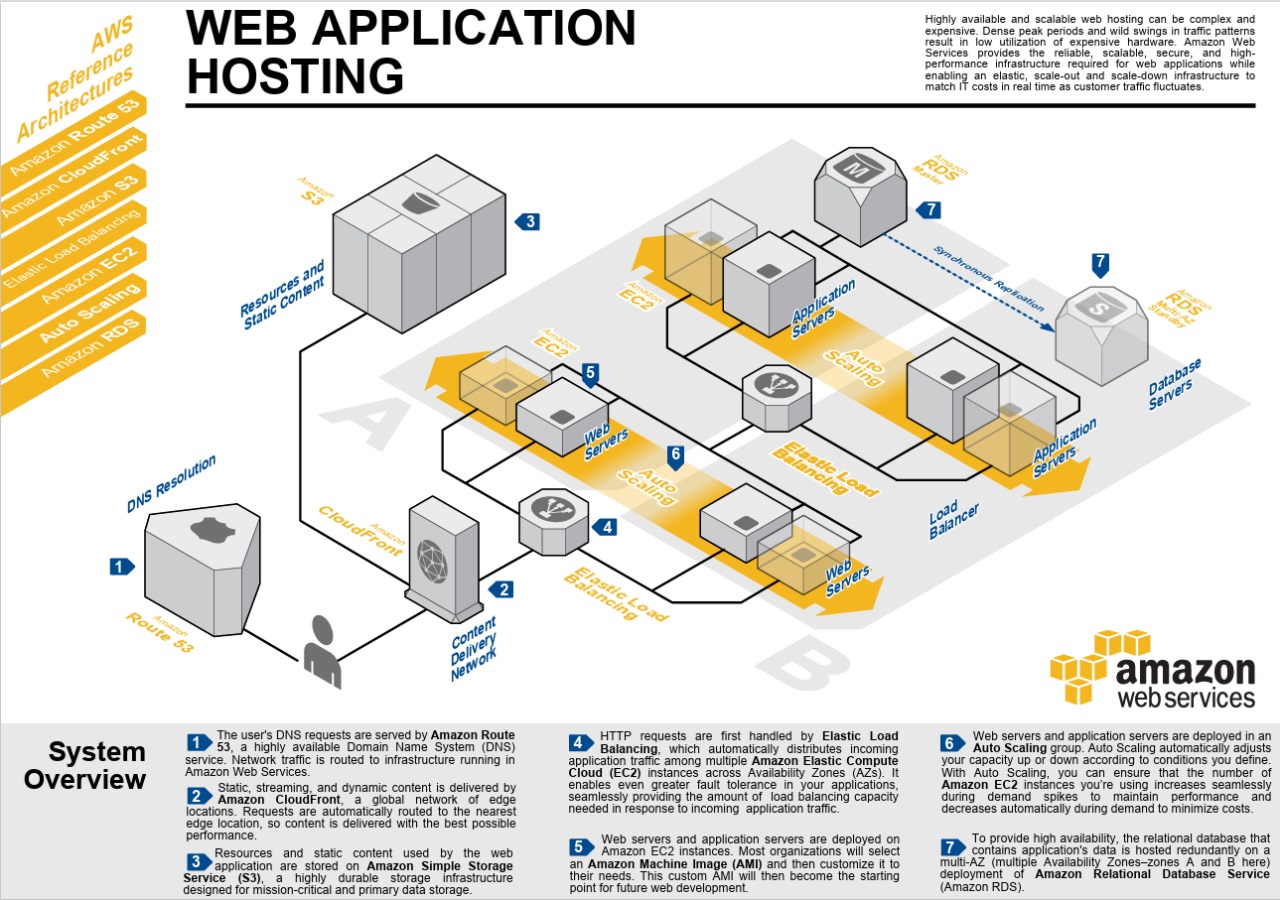 AWS
Reference
Architectures
Amazon Route 53
Amazon CloudFront
Amazon S3
Elastic Load Balancing
Amazon EC2
Auto Scaling
Amazon RDS
WEB APPLICATION
HOSTING
Highly available and scalable web hosting can be complex and
expensive. Dense peak periods and wild swings in traffic patterns
result in low utilization of expensive hardware. Amazon Web
Services provides the reliable, scalable, secure, and high-
performance infrastructure required for web applications while
enabling an elastic, scale-out and scale-down infrastructure to
match IT costs in real time as customer traffic fluctuates.
Amazon
S3
3
Resources and
Static Content
Amazon
RDS
Master
M
7
Synchronous Replication
7
S
Amazon
RDS
Multi-AZ
Standby
Database
Servers
Amazon
EC2
Application
Servers
Auto
Scaling
Application
Servers
Elastic Load
Balancing
Load
Balancer
A
Amazon
EC2
5
Web
Servers
6
Auto
Scaling
Web
Servers
4
Elastic Load
Balancing
B
DNS Resolution
1
Amazon
Route 53
Amazon
CloudFront
2
Content
Delivery
Network
amazon
web services
System
Overview
1 The user's DNS requests are served by Amazon Route
53, a highly available Domain Name System (DNS)
service. Network traffic is routed to infrastructure running in
Amazon Web Services.
2 Static, streaming, and dynamic content is delivered by
Amazon CloudFront, a global network of edge
locations. Requests are automatically routed to the nearest
edge location, so content is delivered with the best possible
performance.
3 Resources and static content used by the web
application are stored on Amazon Simple Storage
Service (S3), a highly durable storage infrastructure
designed for mission-critical and primary data storage.
4 HTTP requests are first handled by Elastic Load
Balancing, which automatically distributes incoming
application traffic among multiple Amazon Elastic Compute
Cloud (EC2) instances across Availability Zones (AZs). It
enables even greater fault tolerance in your applications,
seamlessly providing the amount of load balancing capacity
needed in response to incoming application traffic.
5 Web servers and application servers are deployed on
Amazon EC2 instances. Most organizations will select
an Amazon Machine Image (AMI) and then customize it to
their needs. This custom AMI will then become the starting
point for future web development.
6 Web servers and application servers are deployed in an
Auto Scaling group. Auto Scaling automatically adjusts
your capacity up or down according to conditions you define.
With Auto Scaling, you can ensure that the number of
Amazon EC2 instances you're using increases seamlessly
during demand spikes to maintain performance and
decreases automatically during demand to minimize costs.
7 To provide high availability, the relational database that
contains application's data is hosted redundantly on a
multi-AZ (multiple Availability Zones–zones A and B here)
deployment of Amazon Relational Database Service
(Amazon RDS).